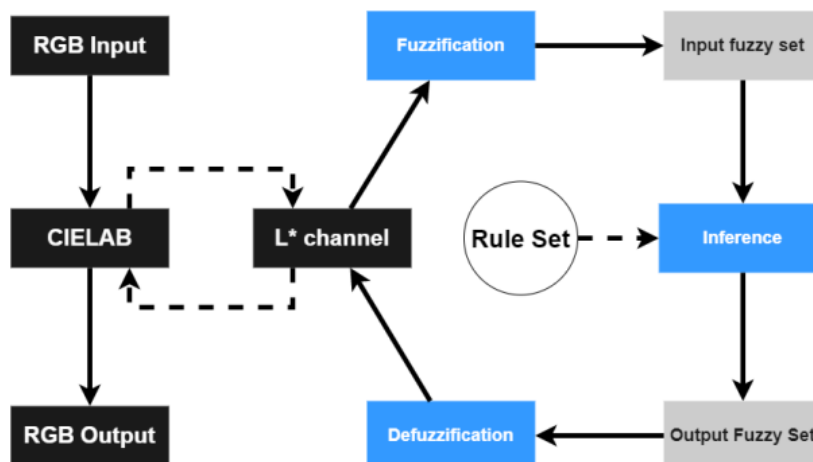 RGB Input
Fuzzification
Input fuzzy set
CIELAB
L* channel
Rule Set
Inference
RGB Output
Defuzzification
Output Fuzzy Set